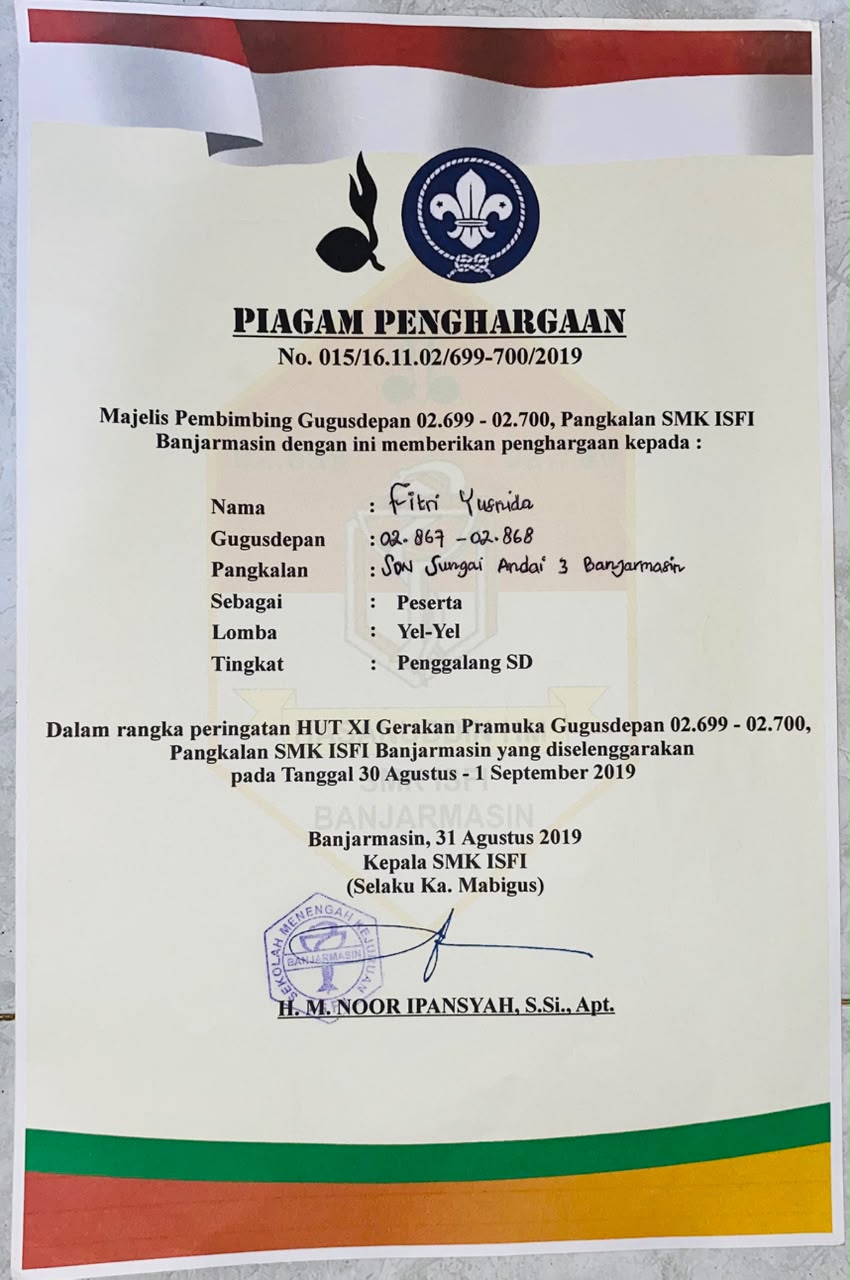 PIAGAM PENGHARGAAN
No. 015/16.11.02/699-700/2019
Majelis Pembimbing Gugusdepan 02.699 - 02.700, Pangkalan SMK ISFI
Banjarmasin dengan ini memberikan penghargaan kepada :
Nama : Fitri Yusnida
Gugusdepan : 02.867 - 02.868
Pangkalan : SDN Sungai Andai 3 Banjarmasin
Sebagai : Peserta
Lomba : Yel-Yel
Tingkat : Penggalang SD
Dalam rangka peringatan HUT XI Gerakan Pramuka Gugusdepan 02.699 - 02.700,
Pangkalan SMK ISFI Banjarmasin yang diselenggarakan
pada Tanggal 30 Agustus - 1 September 2019
SMK ISFI
BANJARMASIN
Banjarmasin, 31 Agustus 2019
Kepala SMK ISFI
(Selaku Ka. Mabigus)
SEKOLAH MENENGAH KEJURUAN
BANJARMASIN
H. M. NOOR IPANSYAH, S.Si., Apt.